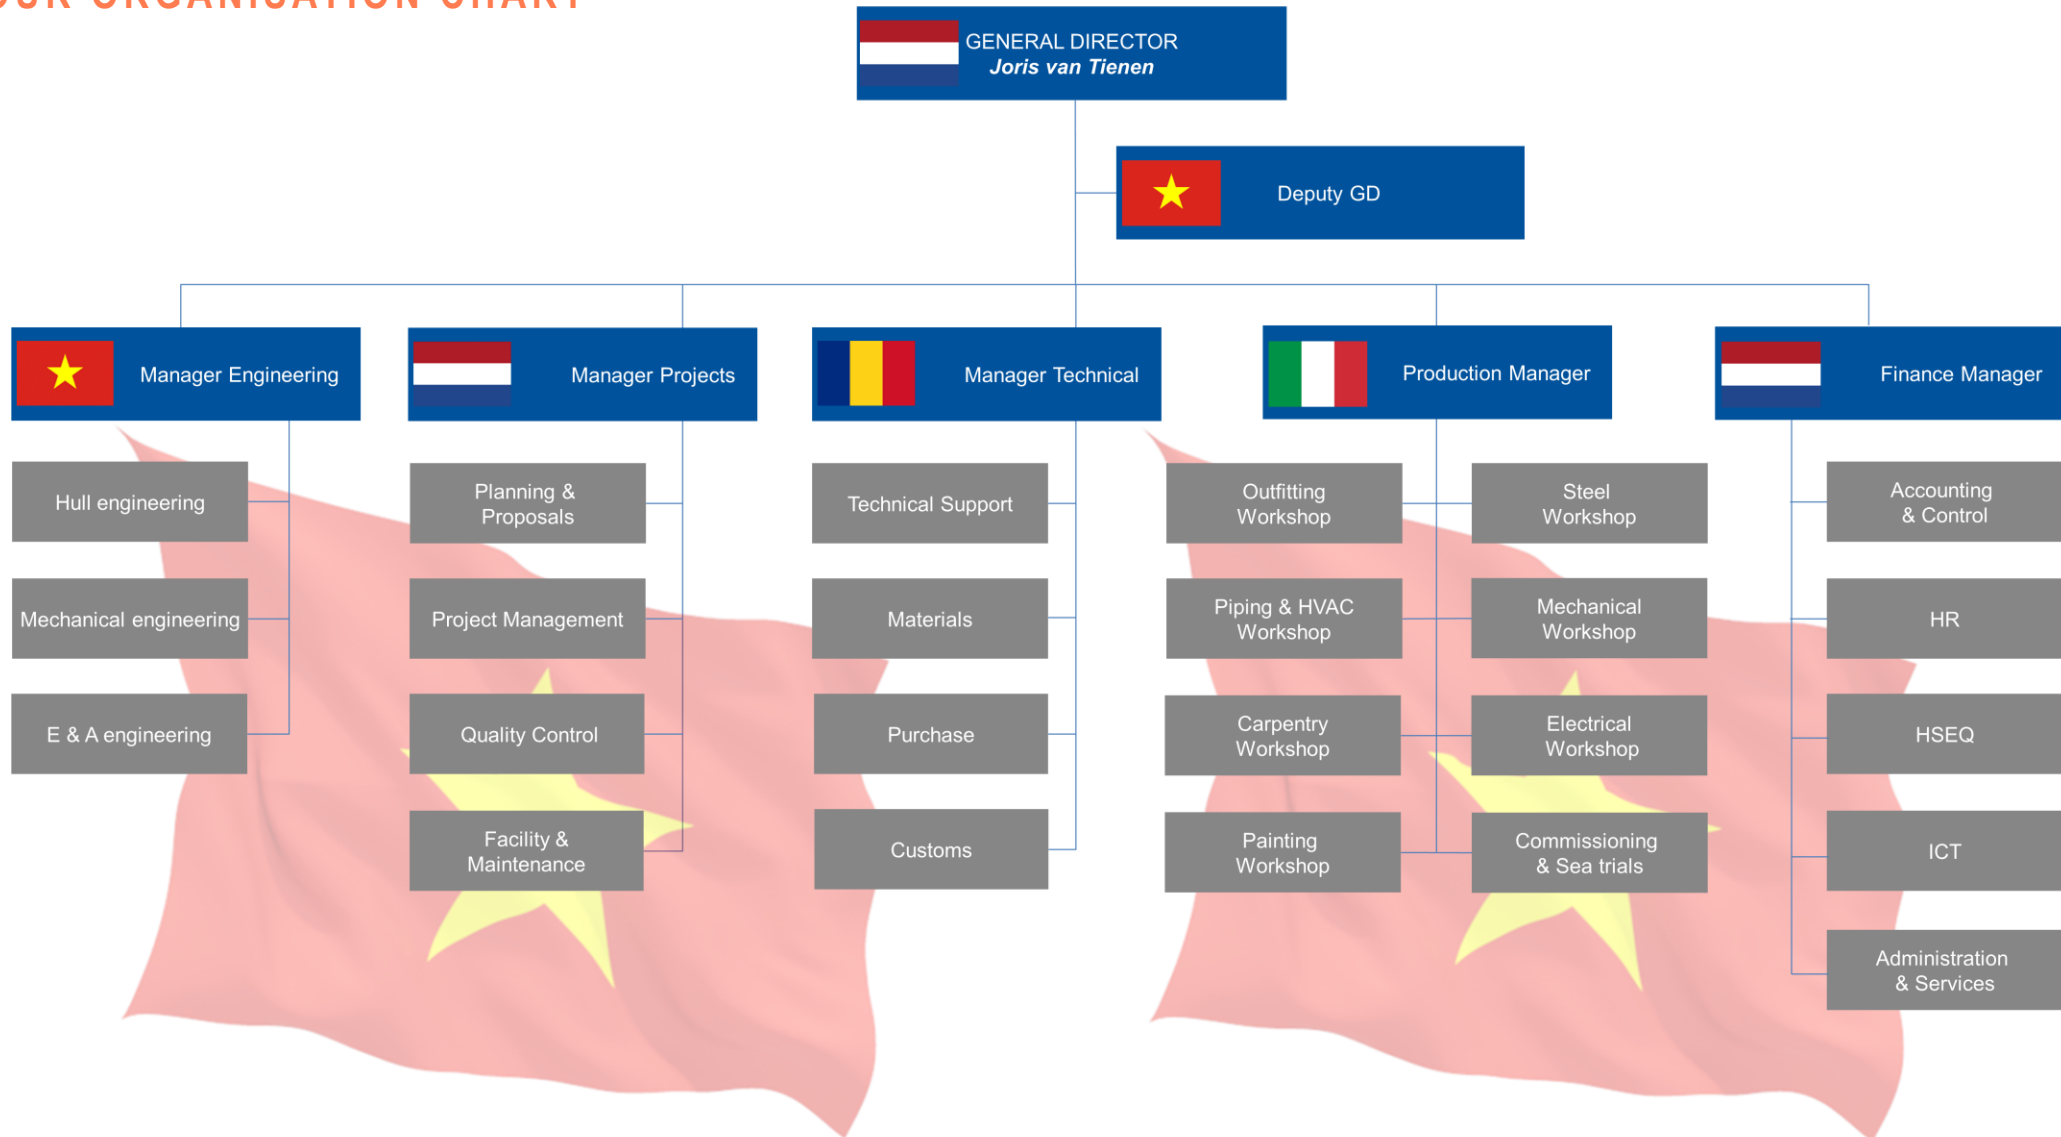 OUR ORGANISATION CHART
GENERAL DIRECTOR
Joris van Tienen
Deputy GD
Manager Engineering
Manager Projects
Manager Technical
Production Manager
Finance Manager
Hull engineering
Mechanical engineering
E & A engineering
Planning &
Proposals
Project Management
Quality Control
Facility &
Maintenance
Technical Support
Materials
Purchase
Customs
Outfitting
Workshop
Piping & HVAC
Workshop
Carpentry
Workshop
Painting
Workshop
Steel
Workshop
Mechanical
Workshop
Electrical
Workshop
Commissioning
& Sea trials
Accounting
& Control
HR
HSEQ
ICT
Administration
& Services